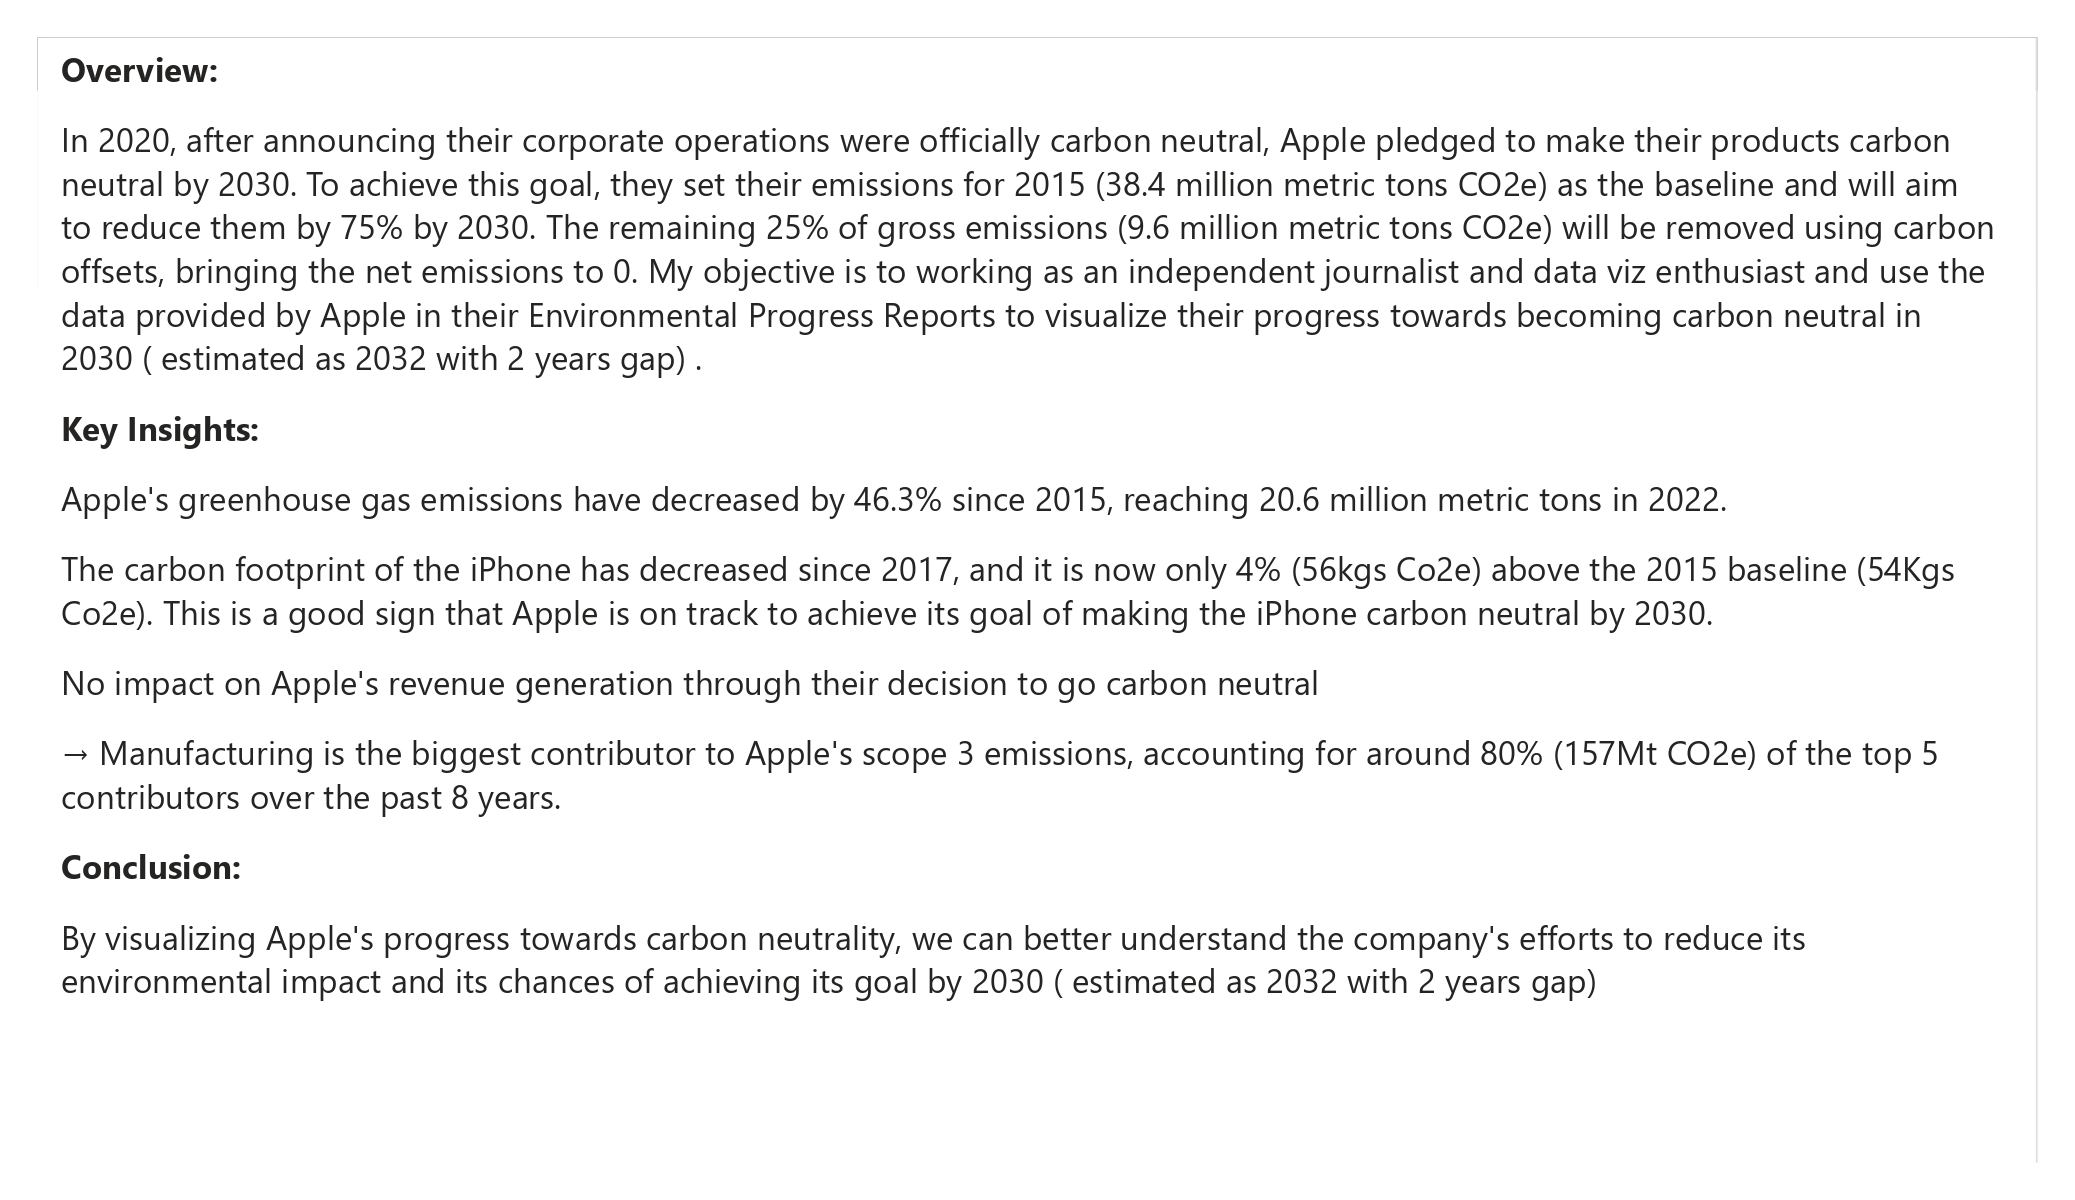 Overview:
In 2020, after announcing their corporate operations were officially carbon neutral, Apple pledged to make their products carbon
neutral by 2030. To achieve this goal, they set their emissions for 2015 (38.4 million metric tons CO2e) as the baseline and will aim
to reduce them by 75% by 2030. The remaining 25% of gross emissions (9.6 million metric tons CO2e) will be removed using carbon
offsets, bringing the net emissions to 0. My objective is to working as an independent journalist and data viz enthusiast and use the
data provided by Apple in their Environmental Progress Reports to visualize their progress towards becoming carbon neutral in
2030 ( estimated as 2032 with 2 years gap) .
Key Insights:
Apple's greenhouse gas emissions have decreased by 46.3% since 2015, reaching 20.6 million metric tons in 2022.
The carbon footprint of the iPhone has decreased since 2017, and it is now only 4% (56kgs Co2e) above the 2015 baseline (54Kgs
Co2e). This is a good sign that Apple is on track to achieve its goal of making the iPhone carbon neutral by 2030.
No impact on Apple's revenue generation through their decision to go carbon neutral
→ Manufacturing is the biggest contributor to Apple's scope 3 emissions, accounting for around 80% (157Mt CO2e) of the top 5
contributors over the past 8 years.
Conclusion:
By visualizing Apple's progress towards carbon neutrality, we can better understand the company's efforts to reduce its
environmental impact and its chances of achieving its goal by 2030 ( estimated as 2032 with 2 years gap)